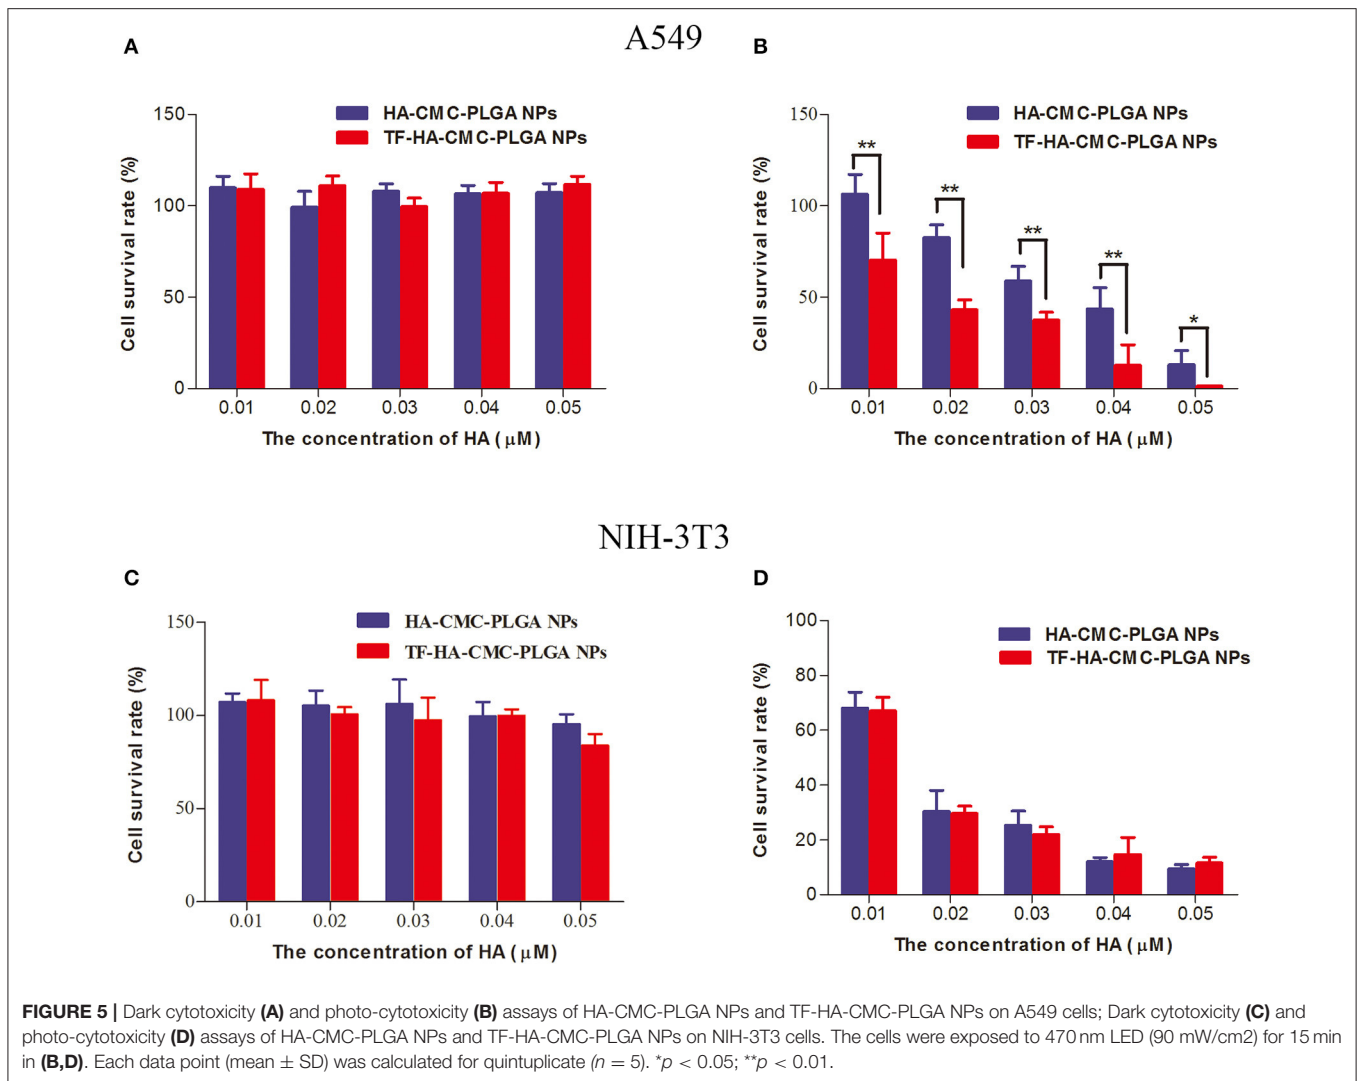 A549
A
HA-CMC-PLGA NPs
TF-HA-CMC-PLGA NPs
Cell survival rate (%)
150
100
50
0
0.01 0.02 0.03 0.04 0.05
The concentration of HA ( μM)
B
HA-CMC-PLGA NPs
TF-HA-CMC-PLGA NPs
Cell survival rate (%)
150
100
50
0
** ** ** ** *
0.01 0.02 0.03 0.04 0.05
The concentration of HA ( μM)
NIH-3T3
C
HA-CMC-PLGA NPs
TF-HA-CMC-PLGA NPs
Cell survival rate (%)
150
100
50
0
0.01 0.02 0.03 0.04 0.05
The concentration of HA ( μM)
D
HA-CMC-PLGA NPs
TF-HA-CMC-PLGA NPs
Cell survival rate (%)
100
80
60
40
20
0
0.01 0.02 0.03 0.04 0.05
The concentration of HA ( μM)
FIGURE 5 | Dark cytotoxicity (A) and photo-cytotoxicity (B) assays of HA-CMC-PLGA NPs and TF-HA-CMC-PLGA NPs on A549 cells; Dark cytotoxicity (C) and
photo-cytotoxicity (D) assays of HA-CMC-PLGA NPs and TF-HA-CMC-PLGA NPs on NIH-3T3 cells. The cells were exposed to 470 nm LED (90 mW/cm2) for 15 min
in (B,D). Each data point (mean ± SD) was calculated for quintuplicate (n = 5). *p < 0.05; **p < 0.01.